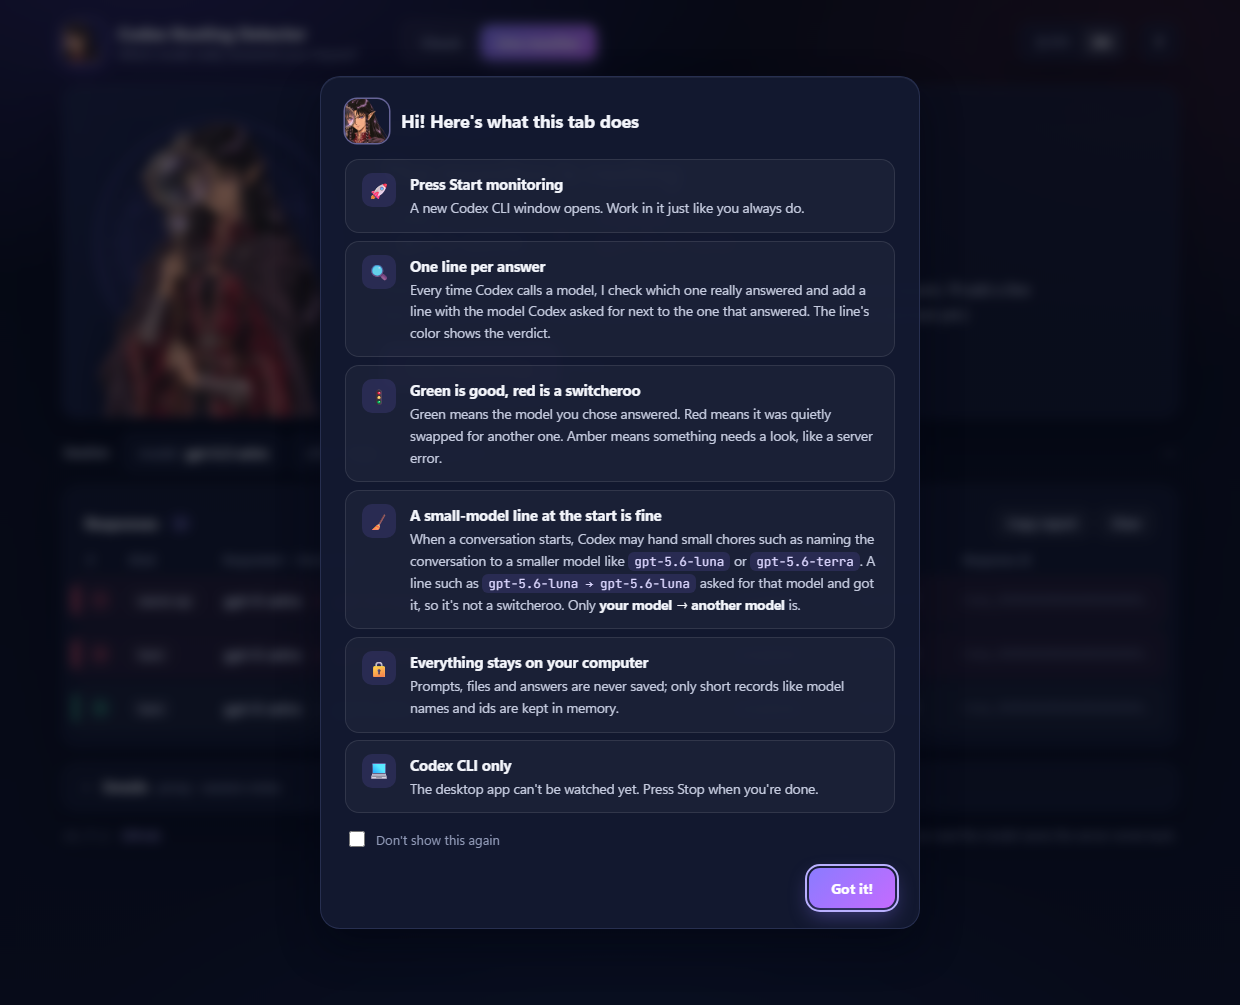 Hi! Here's what this tab does
Press Start monitoring
A new Codex CLI window opens. Work in it just like you always do.
One line per answer
Every time Codex calls a model, I check which one really answered and add a
line with the model Codex asked for next to the one that answered. The line's
color shows the verdict.
Green is good, red is a switcheroo
Green means the model you chose answered. Red means it was quietly
swapped for another one. Amber means something needs a look, like a server
error.
A small-model line at the start is fine
When a conversation starts, Codex may hand small chores such as naming the
conversation to a smaller model like gpt-5.6-luna or gpt-5.6-terra. A
line such as gpt-5.6-luna → gpt-5.6-luna asked for that model and got
it, so it's not a switcheroo. Only your model → another model is.
Everything stays on your computer
Prompts, files and answers are never saved; only short records like model
names and ids are kept in memory.
Codex CLI only
The desktop app can't be watched yet. Press Stop when you're done.
Don't show this again
Got it!